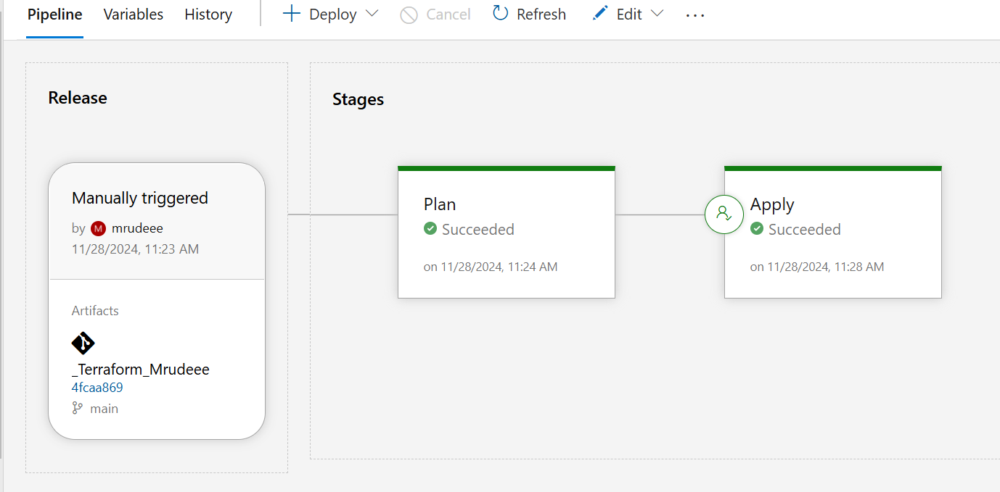 Pipeline Variables History Deploy Cancel Refresh Edit ...
Release
Manually triggered
by M mrudeee
11/28/2024, 11:23 AM
Artifacts
_Terraform_Mrudeee
4fcaa869
main
Stages
Plan
Succeeded
on 11/28/2024, 11:24 AM
Apply
Succeeded
on 11/28/2024, 11:28 AM